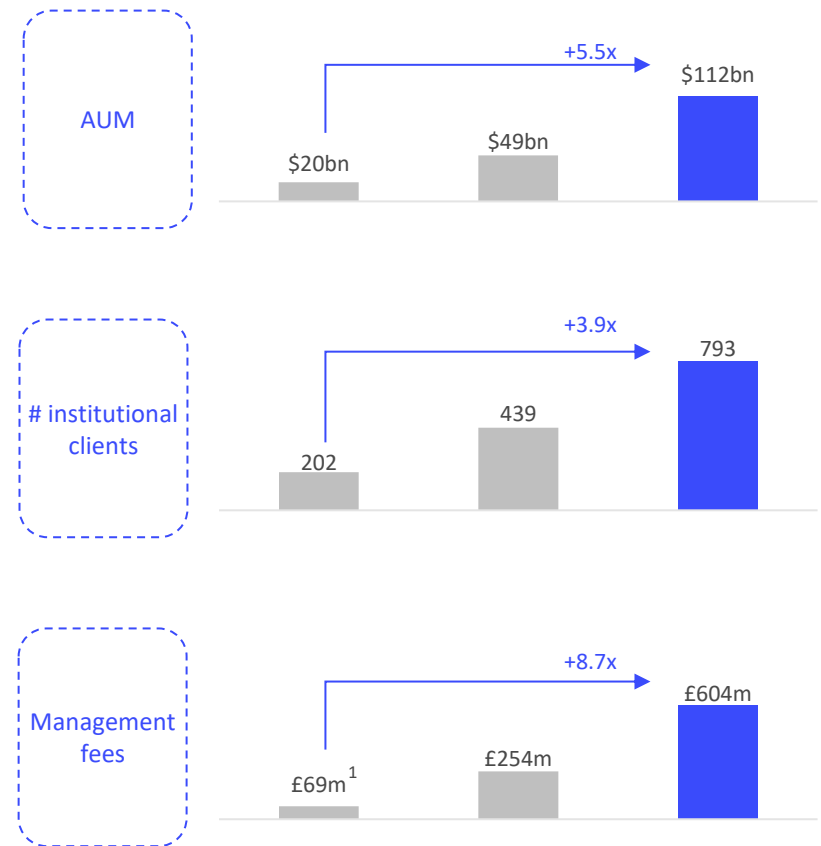 AUM
+5.5x
$20bn
$49bn
$112bn
# institutional
clients
+3.9x
202
439
793
Management
fees
+8.7x
£69m¹
£254m
£604m